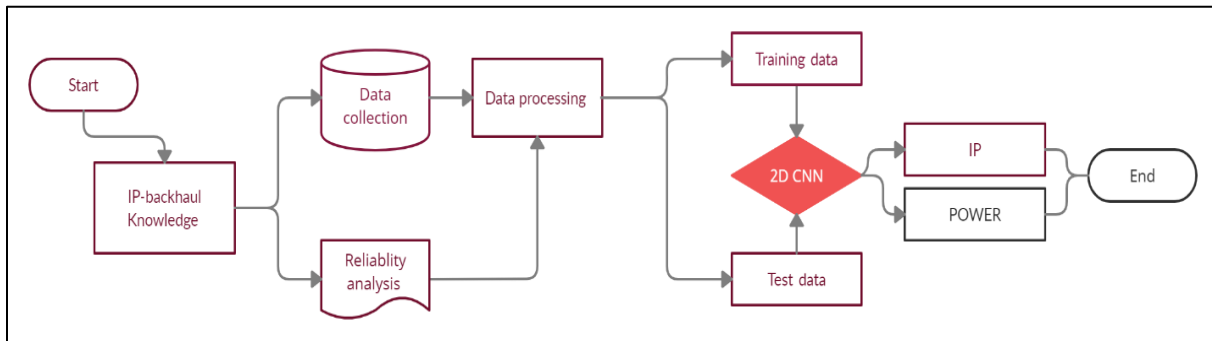 Start
IP-backhaul
Knowledge
Data
collection
Reliablity
analysis
Data processing
Training data
2D CNN
Test data
IP
POWER
End